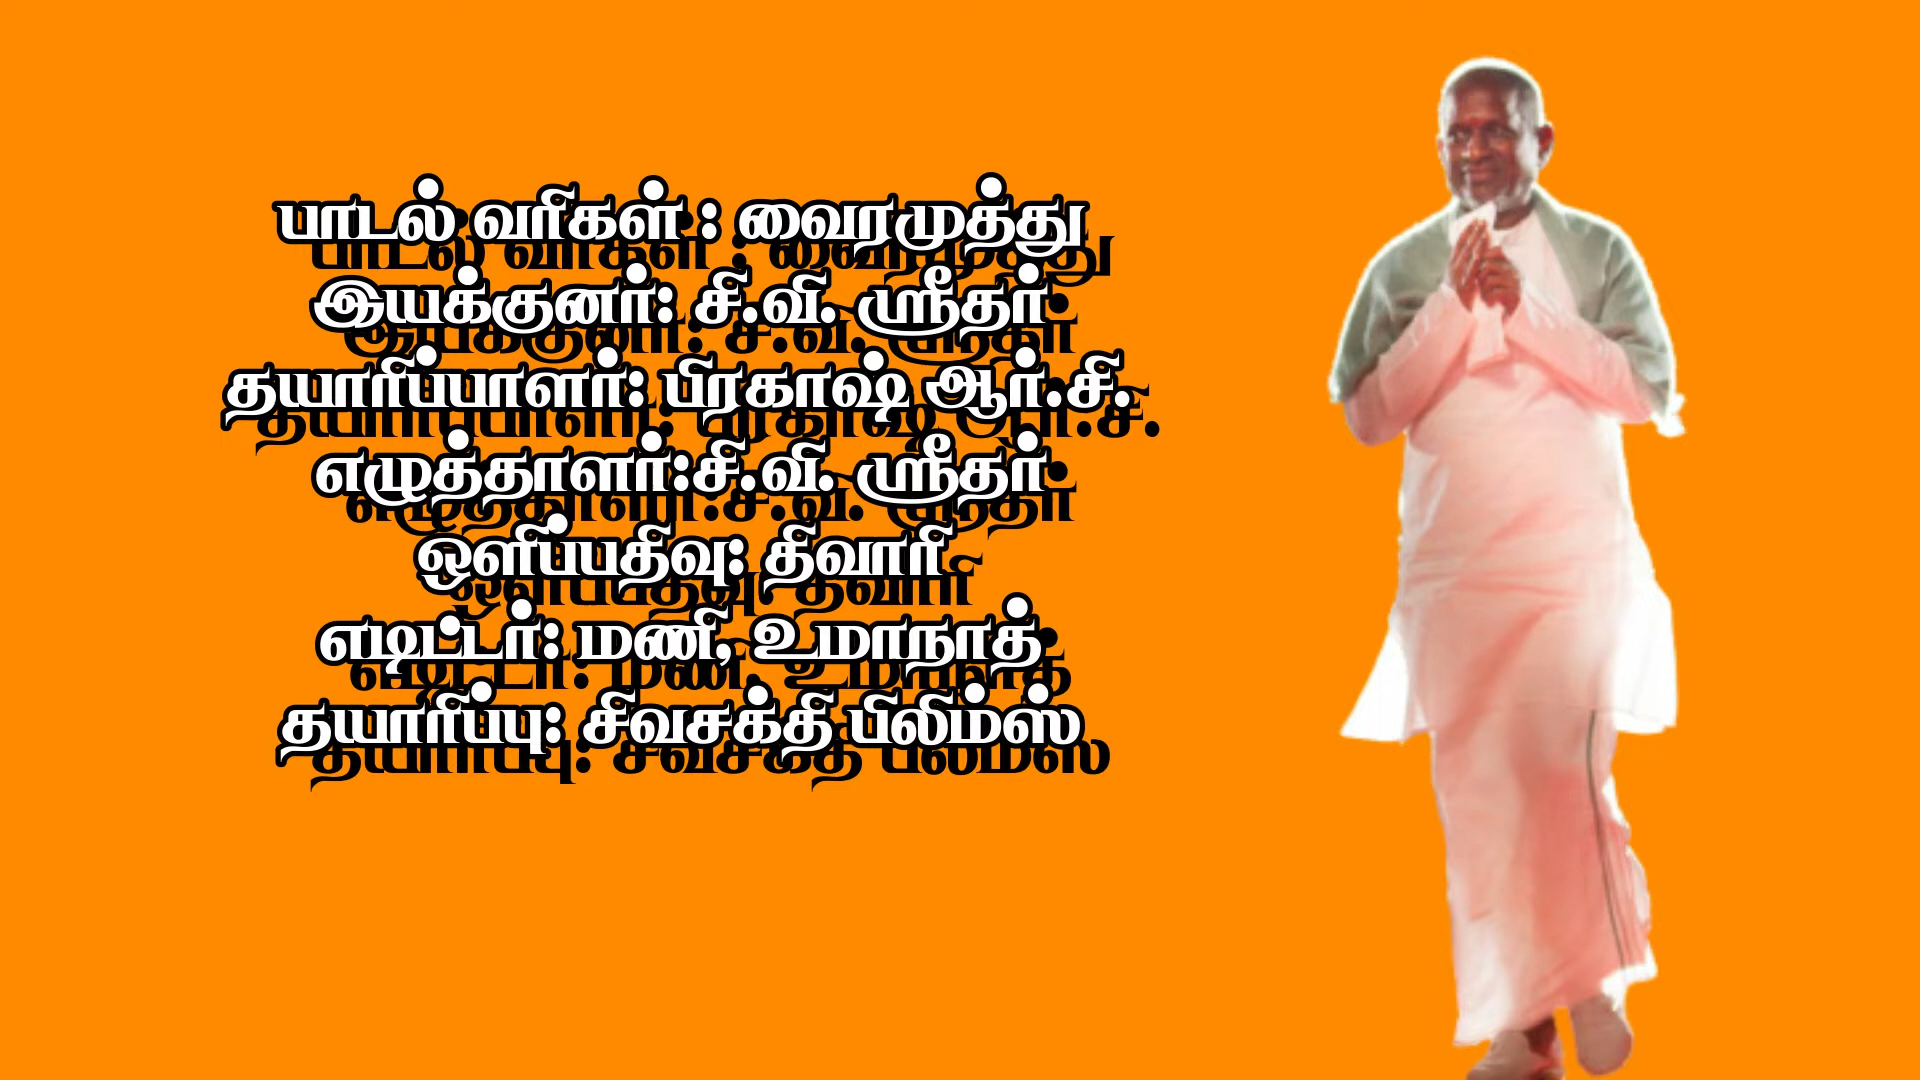 பாடல் வரிகள் : வைரமுத்து
இயக்குனர்: சி.வி. ஸ்ரீதர்
தயாரிப்பாளர்: பிரகாஷ் ஆர்.சி.
எழுத்தாளர்:சி.வி. ஸ்ரீதர்
ஒளிப்பதிவு: திவாரி
எடிட்டர்: மணி, உமாநாத்
தயாரிப்பு: சிவசக்தி பிலிம்ஸ்